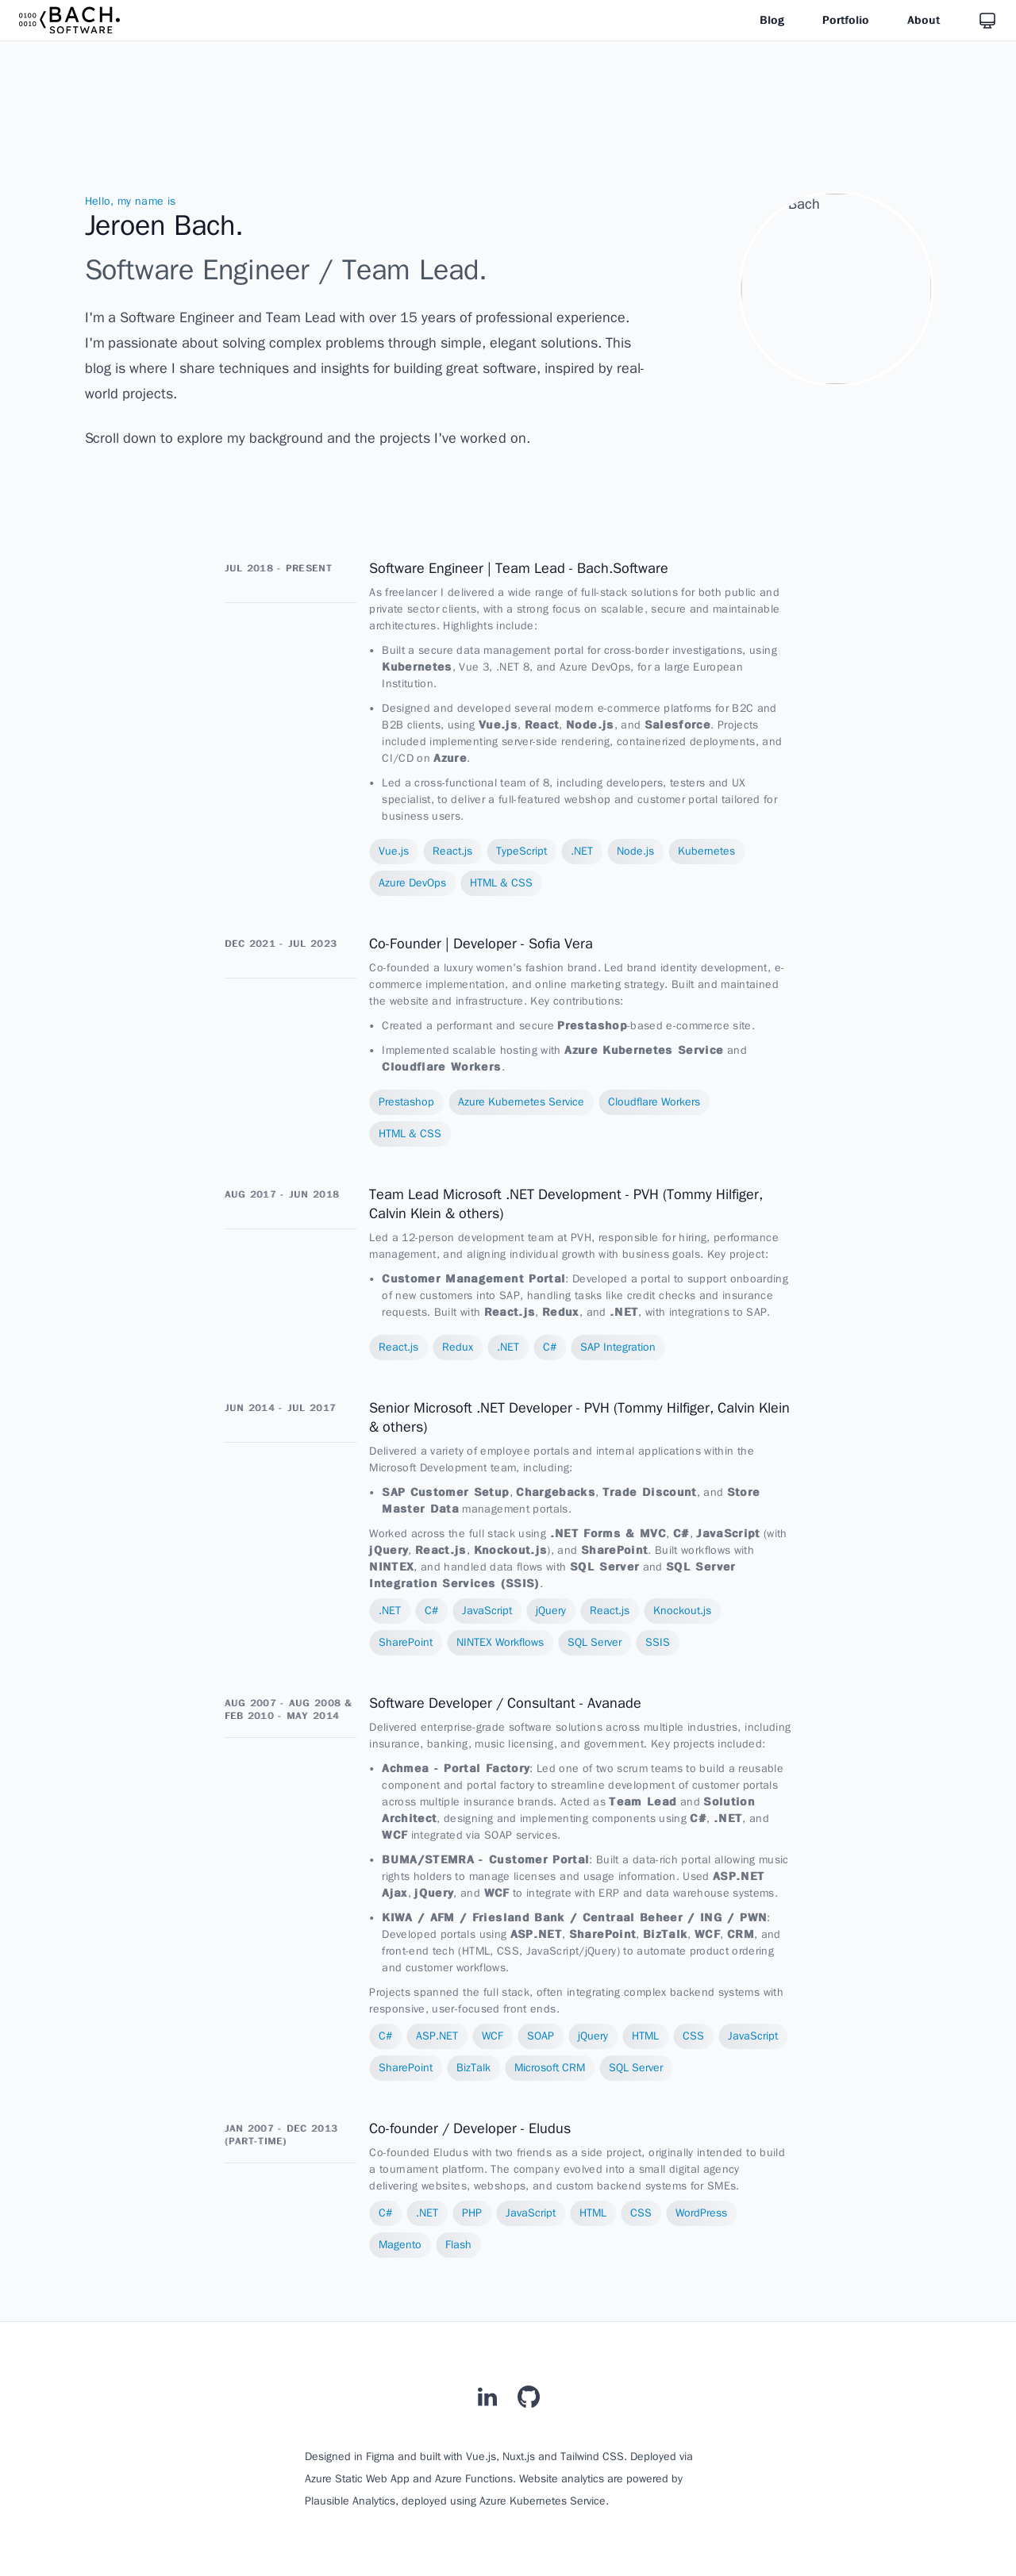 0100
0010
BACH.
SOFTWARE
Blog
Portfolio
About
Hello, my name is
Jeroen Bach.
Software Engineer / Team Lead.
Bach
I'm a Software Engineer and Team Lead with over 15 years of professional experience.
I'm passionate about solving complex problems through simple, elegant solutions. This
blog is where I share techniques and insights for building great software, inspired by real-
world projects.
Scroll down to explore my background and the projects I've worked on.
JUL 2018 - PRESENT
Software Engineer | Team Lead - Bach.Software
As freelancer I delivered a wide range of full-stack solutions for both public and
private sector clients, with a strong focus on scalable, secure and maintainable
architectures. Highlights include:
• Built a secure data management portal for cross-border investigations, using
Kubernetes, Vue 3, .NET 8, and Azure DevOps, for a large European
Institution.
• Designed and developed several modern e-commerce platforms for B2C and
B2B clients, using Vue.js, React, Node.js, and Salesforce. Projects
included implementing server-side rendering, containerized deployments, and
CI/CD on Azure.
• Led a cross-functional team of 8, including developers, testers and UX
specialist, to deliver a full-featured webshop and customer portal tailored for
business users.
Vue.js React.js TypeScript .NET Node.js Kubernetes
Azure DevOps HTML & CSS
DEC 2021 - JUL 2023
Co-Founder | Developer - Sofia Vera
Co-founded a luxury women's fashion brand. Led brand identity development, e-
commerce implementation, and online marketing strategy. Built and maintained
the website and infrastructure. Key contributions:
• Created a performant and secure Prestashop-based e-commerce site.
• Implemented scalable hosting with Azure Kubernetes Service and
Cloudflare Workers.
Prestashop Azure Kubernetes Service Cloudflare Workers
HTML & CSS
AUG 2017 - JUN 2018
Team Lead Microsoft .NET Development - PVH (Tommy Hilfiger,
Calvin Klein & others)
Led a 12-person development team at PVH, responsible for hiring, performance
management, and aligning individual growth with business goals. Key project:
• Customer Management Portal: Developed a portal to support onboarding
of new customers into SAP, handling tasks like credit checks and insurance
requests. Built with React.js, Redux, and .NET, with integrations to SAP.
React.js Redux .NET C# SAP Integration
JUN 2014 - JUL 2017
Senior Microsoft .NET Developer - PVH (Tommy Hilfiger, Calvin Klein
& others)
Delivered a variety of employee portals and internal applications within the
Microsoft Development team, including:
• SAP Customer Setup, Chargebacks, Trade Discount, and Store
Master Data management portals.
Worked across the full stack using .NET Forms & MVC, C#, JavaScript (with
jQuery, React.js, Knockout.js), and SharePoint. Built workflows with
NINTEX, and handled data flows with SQL Server and SQL Server
Integration Services (SSIS).
.NET C# JavaScript jQuery React.js Knockout.js
SharePoint NINTEX Workflows SQL Server SSIS
AUG 2007 - AUG 2008 &
FEB 2010 - MAY 2014
Software Developer / Consultant - Avanade
Delivered enterprise-grade software solutions across multiple industries, including
insurance, banking, music licensing, and government. Key projects included:
• Achmea - Portal Factory: Led one of two scrum teams to build a reusable
component and portal factory to streamline development of customer portals
across multiple insurance brands. Acted as Team Lead and Solution
Architect, designing and implementing components using C#, .NET, and
WCF integrated via SOAP services.
• BUMA/STEMRA - Customer Portal: Built a data-rich portal allowing music
rights holders to manage licenses and usage information. Used ASP.NET
Ajax, jQuery, and WCF to integrate with ERP and data warehouse systems.
• KIWA / AFM / Friesland Bank / Centraal Beheer / ING / PWN:
Developed portals using ASP.NET, SharePoint, BizTalk, WCF, CRM, and
front-end tech (HTML, CSS, JavaScript/jQuery) to automate product ordering
and customer workflows.
Projects spanned the full stack, often integrating complex backend systems with
responsive, user-focused front ends.
C# ASP.NET WCF SOAP jQuery HTML CSS JavaScript
SharePoint BizTalk Microsoft CRM SQL Server
JAN 2007 - DEC 2013
(PART-TIME)
Co-founder / Developer - Eludus
Co-founded Eludus with two friends as a side project, originally intended to build
a tournament platform. The company evolved into a small digital agency
delivering websites, webshops, and custom backend systems for SMEs.
C# .NET PHP JavaScript HTML CSS WordPress
Magento Flash
Designed in Figma and built with Vue.js, Nuxt.js and Tailwind CSS. Deployed via
Azure Static Web App and Azure Functions. Website analytics are powered by
Plausible Analytics, deployed using Azure Kubernetes Service.